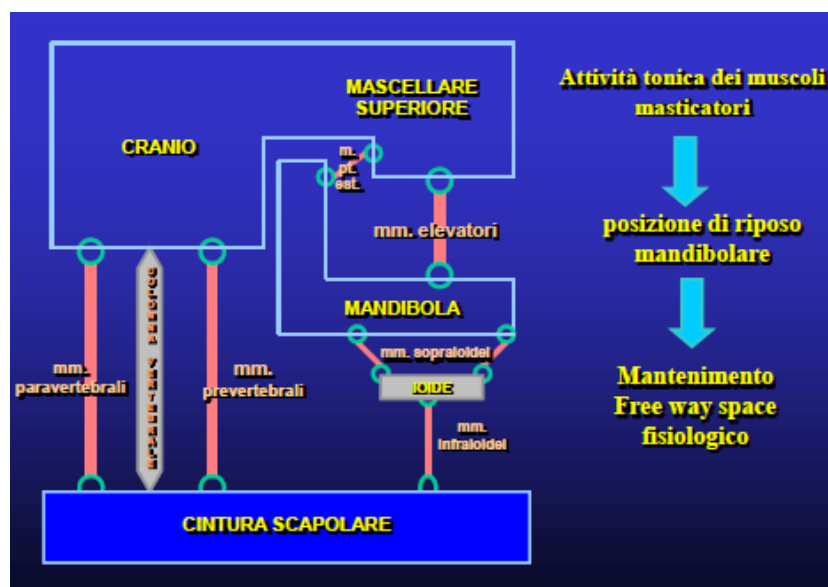 MASCELLARE
SUPERIORE
CRANIO
m.
pt.
est.
mm. elevatori
MANDIBOLA
mm. sopraioidei
IOIDE
mm.
paravertebrali
COLONNA VERTEBRALE
mm.
prevertebrali
mm.
infraioidei
CINTURA SCAPOLARE
Attività tonica dei muscoli
masticatori
posizione di riposo
mandibolare
Mantenimento
Free way space
fisiologico